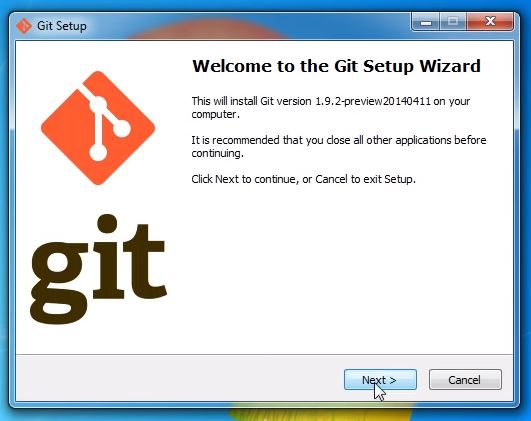 Git Setup
Welcome to the Git Setup Wizard
This will install Git version 1.9.2-preview20140411 on your
computer.
It is recommended that you close all other applications before
continuing.
Click Next to continue, or Cancel to exit Setup.
git
Next >
Cancel